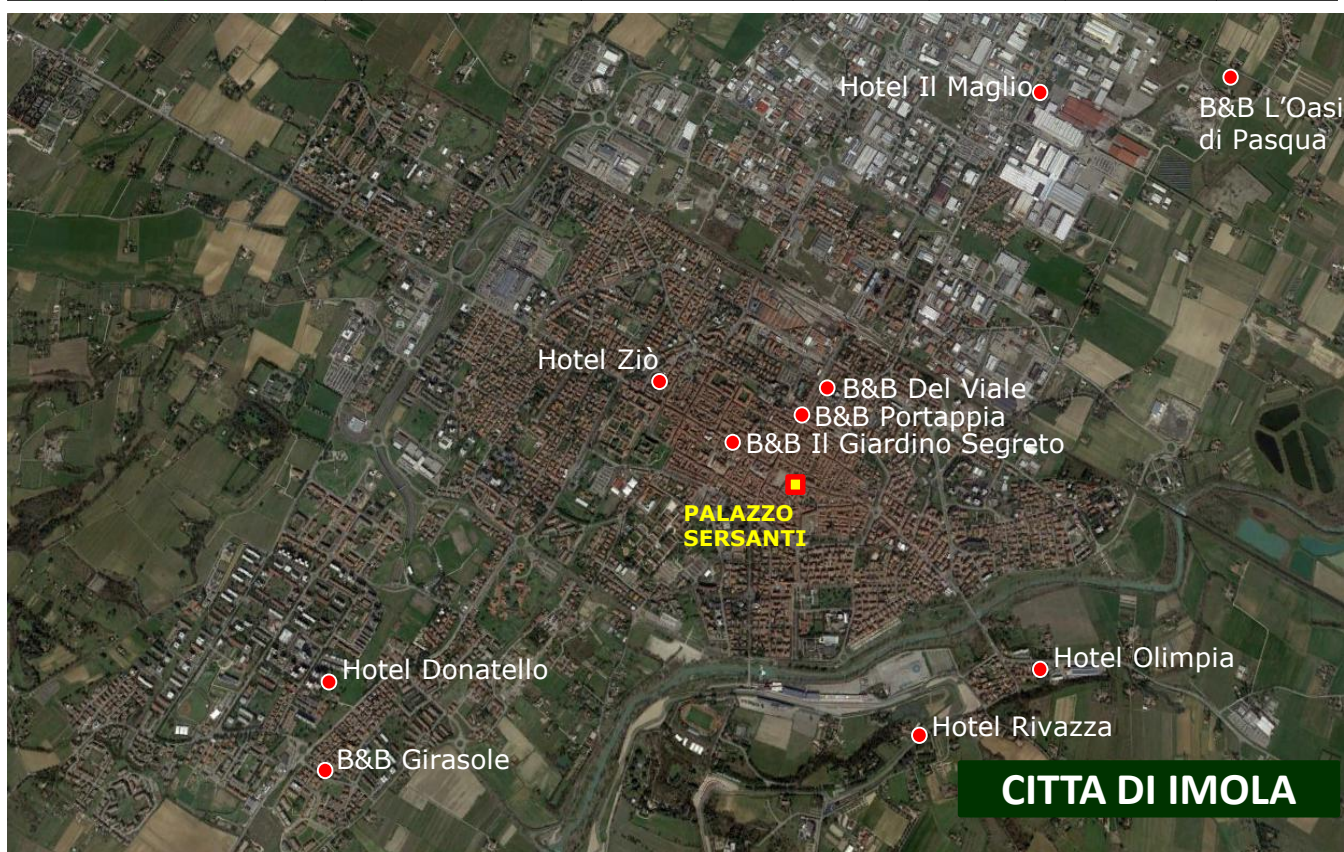 Hotel Il Maglio
B&B L’Oasi
di Pasqua
Hotel Ziò
B&B Del Viale
B&B Portappia
B&B Il Giardino Segreto
PALAZZO
SERSANTI
Hotel Donatello
Hotel Olimpia
Hotel Rivazza
B&B Girasole
CITTA DI IMOLA